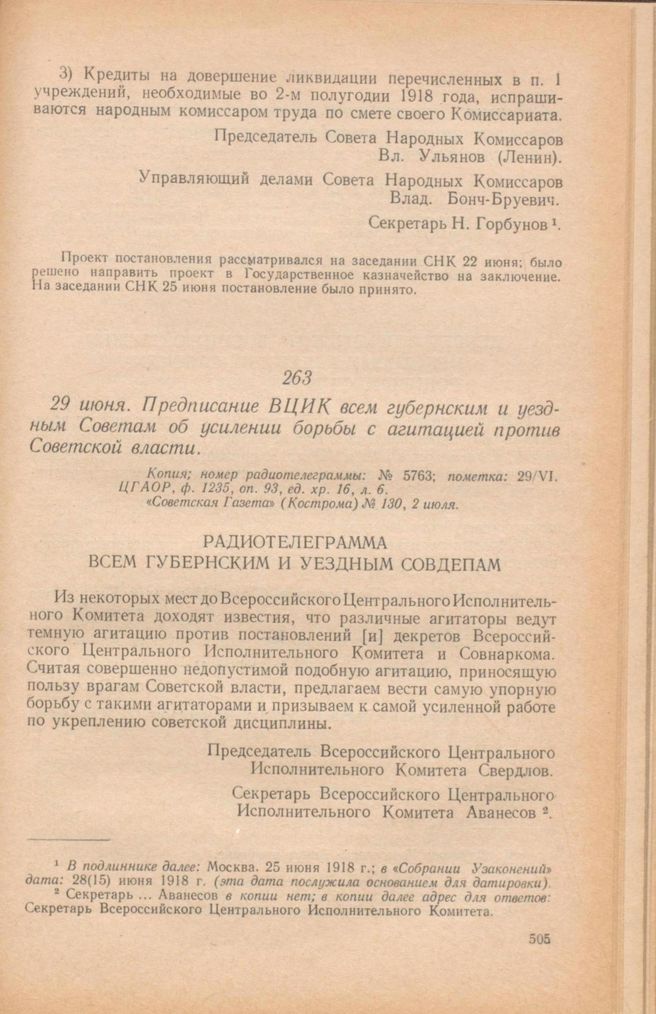 3) Кредиты на довершение ликвидации перечисленных в п. 1
учреждений, необходимые во 2-м полугодии 1918 года, испраши-
ваются народным комиссаром труда по смете своего Комиссариата.
Председатель Совета Народных Комиссаров
Вл. Ульянов (Ленин).
Управляющий делами Совета Народных Комиссаров
Влад. Бонч-Бруевич.
Секретарь Н. Горбунов ¹.
Проект постановления рассматривался на заседании СНК 22 июня; было
решено направить проект в Государственное казначейство на заключение.
На заседании СНК 25 июня постановление было принято.
263
29 июня. Предписание ВЦИК всем губернским и уезд-
ным Советам об усилении борьбы с агитацией против
Советской власти.
Копия; номер радиотелеграммы: № 5763; пометка: 29/VI.
ЦГАОР, ф. 1235, оп. 93, ед. хр. 16, л. 6.
«Советская Газета» (Кострома) № 130, 2 июля.
РАДИОТЕЛЕГРАММА
ВСЕМ ГУБЕРНСКИМ И УЕЗДНЫМ СОВДЕПАМ
Из некоторых мест до Всероссийского Центрального Исполнитель-
ного Комитета доходят известия, что различные агитаторы ведут
темную агитацию против постановлений [и] декретов Всероссий-
ского Центрального Исполнительного Комитета и Совнаркома.
Считая совершенно недопустимой подобную агитацию, приносящую
пользу врагам Советской власти, предлагаем вести самую упорную
борьбу с такими агитаторами и призываем к самой усиленной работе
по укреплению советской дисциплины.
Председатель Всероссийского Центрального
Исполнительного Комитета Свердлов.
Секретарь Всероссийского Центрального
Исполнительного Комитета Аванесов ².
¹ В подлиннике далее: Москва. 25 июня 1918 г.; в «Собрании Узаконений»
дата: 28(15) июня 1918 г. (эта дата послужила основанием для датировки).
² Секретарь ... Аванесов в копии нет; в копии далее адрес для ответов:
Секретарь Всероссийского Центрального Исполнительного Комитета.
505